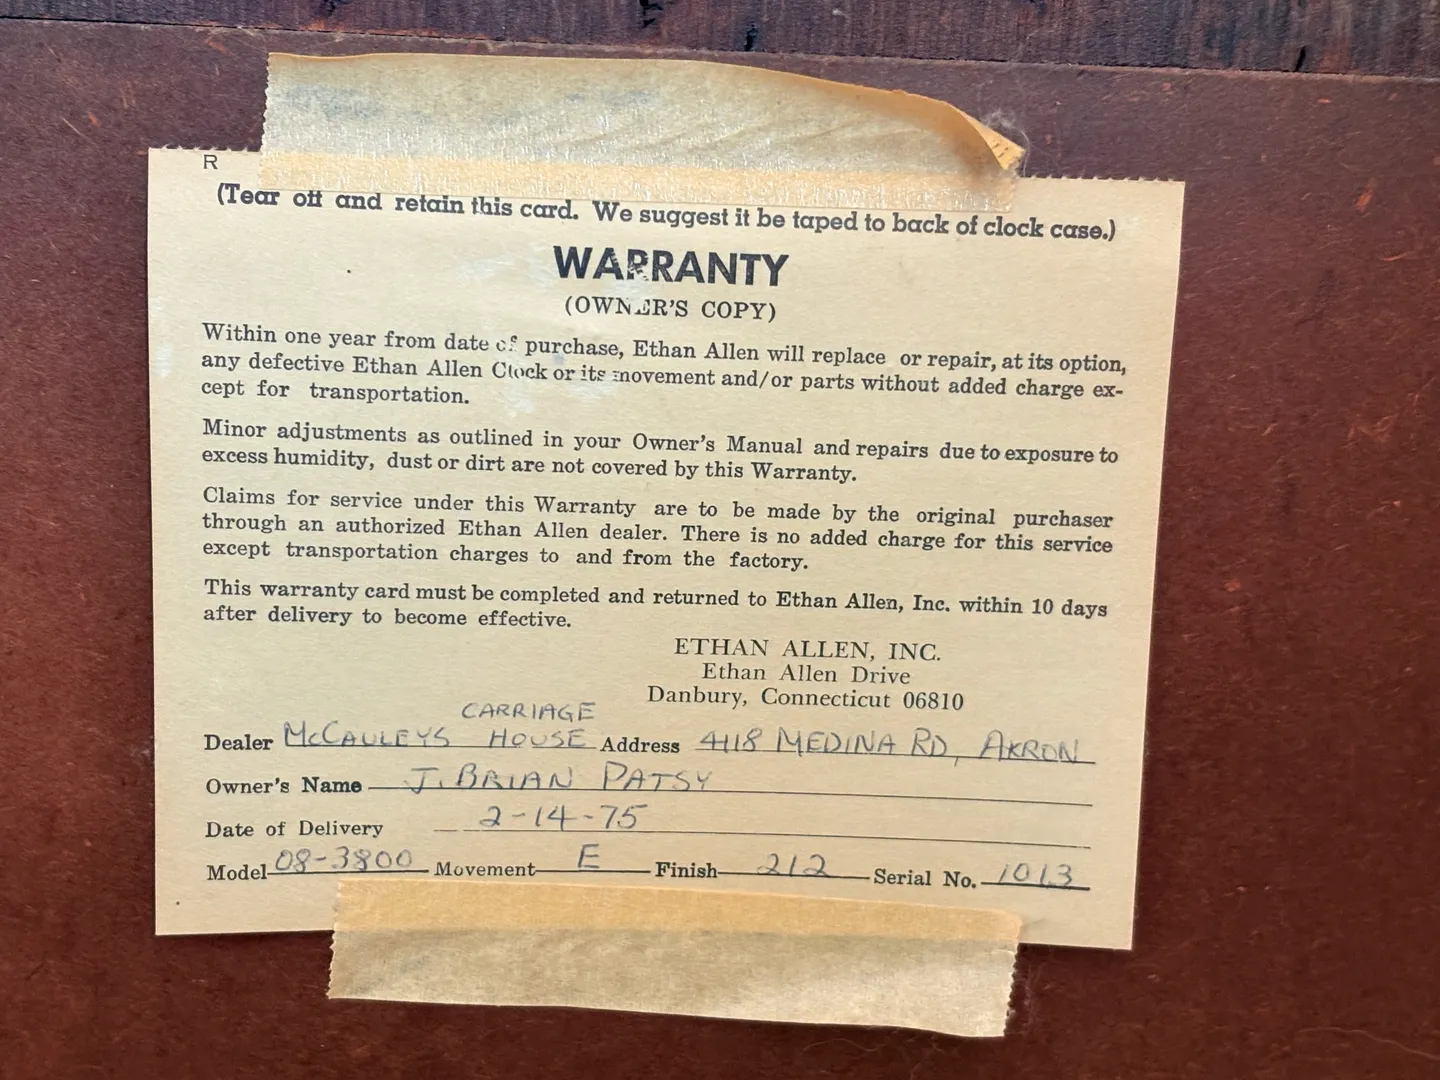 R
(Tear off and retain this card. We suggest it be taped to back of clock case.)
WARRANTY
(OWNER'S COPY)
Within one year from date of purchase, Ethan Allen will replace or repair, at its option,
any defective Ethan Allen Clock or its movement and/or parts without added charge ex-
cept for transportation.
Minor adjustments as outlined in your Owner's Manual and repairs due to exposure to
excess humidity, dust or dirt are not covered by this Warranty.
Claims for service under this Warranty are to be made by the original purchaser
through an authorized Ethan Allen dealer. There is no added charge for this service
except transportation charges to and from the factory.
This warranty card must be completed and returned to Ethan Allen, Inc. within 10 days
after delivery to become effective.
ETHAN ALLEN, INC.
Ethan Allen Drive
Danbury, Connecticut 06810
CARRIAGE
Dealer McCAULEYS HOUSE Address 4118 MEDINA RD, AKRON
Owner's Name J. BRIAN PATSY
Date of Delivery 2-14-75
Model 08-3800 Movement E Finish 212 Serial No. 1013